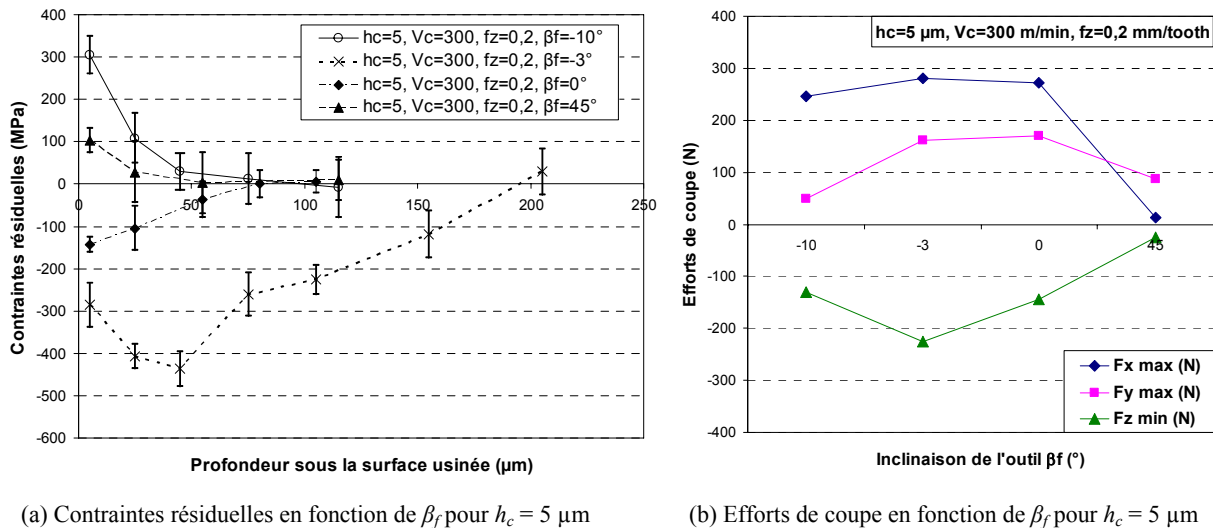 (a)
400
300
200
100
0
-100
-200
-300
-400
-500
-600
0
50
100
150
200
250
Contraintes résiduelles (MPa)
Profondeur sous la surface usinée (µm)
hc=5, Vc=300, fz=0,2, βf=-10°
hc=5, Vc=300, fz=0,2, βf=-3°
hc=5, Vc=300, fz=0,2, βf=0°
hc=5, Vc=300, fz=0,2, βf=45°
(b)
400
300
200
100
0
-100
-200
-300
-400
-10
-3
0
45
Efforts de coupe (N)
Inclinaison de l'outil βf (°)
hc=5 µm, Vc=300 m/min, fz=0,2 mm/tooth
Fx max (N)
Fy max (N)
Fz min (N)
(a) Contraintes résiduelles en fonction de βf pour hc = 5 µm
(b) Efforts de coupe en fonction de βf pour hc = 5 µm